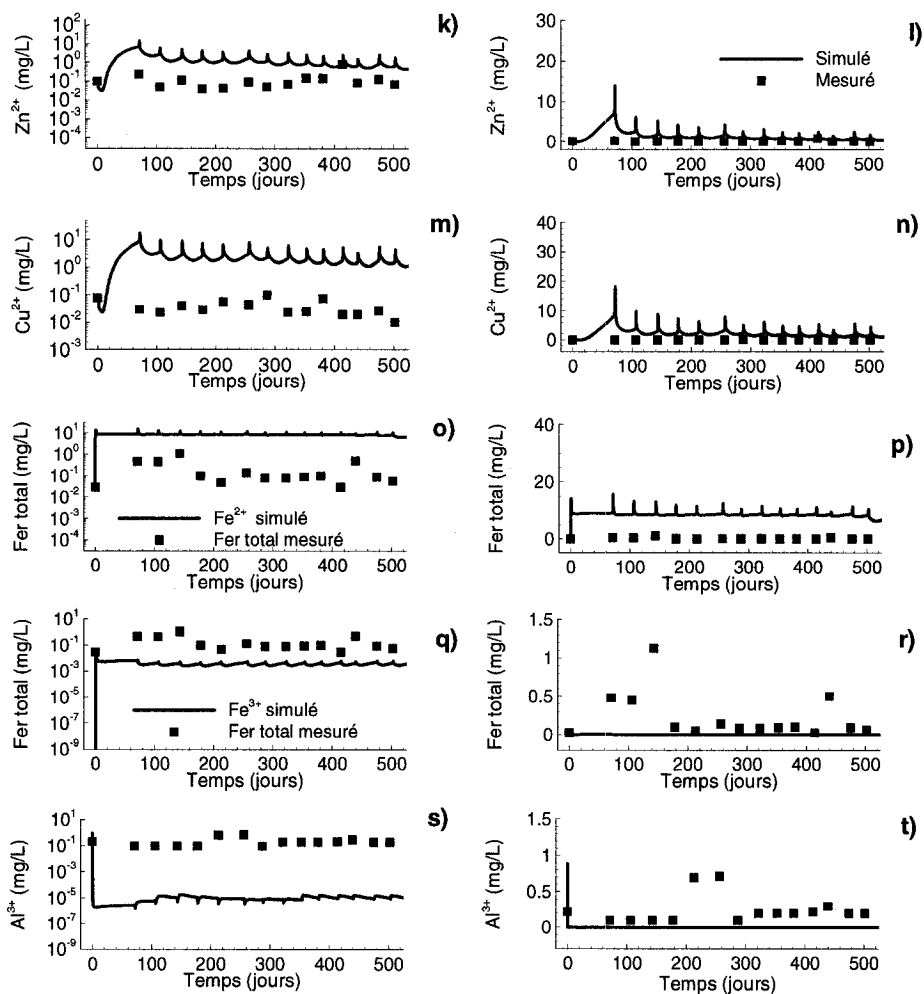 k)
Zn²⁺ (mg/L)
10²
10¹
10⁰
10⁻¹
10⁻²
10⁻³
10⁻⁴
0 100 200 300 400 500
Temps (jours)
l)
Zn²⁺ (mg/L)
30
20
10
0
Simulé
Mesuré
0 100 200 300 400 500
Temps (jours)
m)
Cu²⁺ (mg/L)
10¹
10⁰
10⁻¹
10⁻²
10⁻³
0 100 200 300 400 500
Temps (jours)
n)
Cu²⁺ (mg/L)
40
30
20
10
0
0 100 200 300 400 500
Temps (jours)
o)
Fer total (mg/L)
10¹
10⁰
10⁻¹
10⁻²
10⁻³
10⁻⁴
Fe²⁺ simulé
Fer total mesuré
0 100 200 300 400 500
Temps (jours)
p)
Fer total (mg/L)
40
20
0
0 100 200 300 400 500
Temps (jours)
q)
Fer total (mg/L)
10¹
10⁻¹
10⁻³
10⁻⁵
10⁻⁷
10⁻⁹
Fe³⁺ simulé
Fer total mesuré
0 100 200 300 400 500
Temps (jours)
r)
Fer total (mg/L)
1.5
1
0.5
0
0 100 200 300 400 500
Temps (jours)
s)
Al³⁺ (mg/L)
10¹
10⁻¹
10⁻³
10⁻⁵
10⁻⁷
10⁻⁹
0 100 200 300 400 500
Temps (jours)
t)
Al³⁺ (mg/L)
1.5
1
0.5
0
0 100 200 300 400 500
Temps (jours)